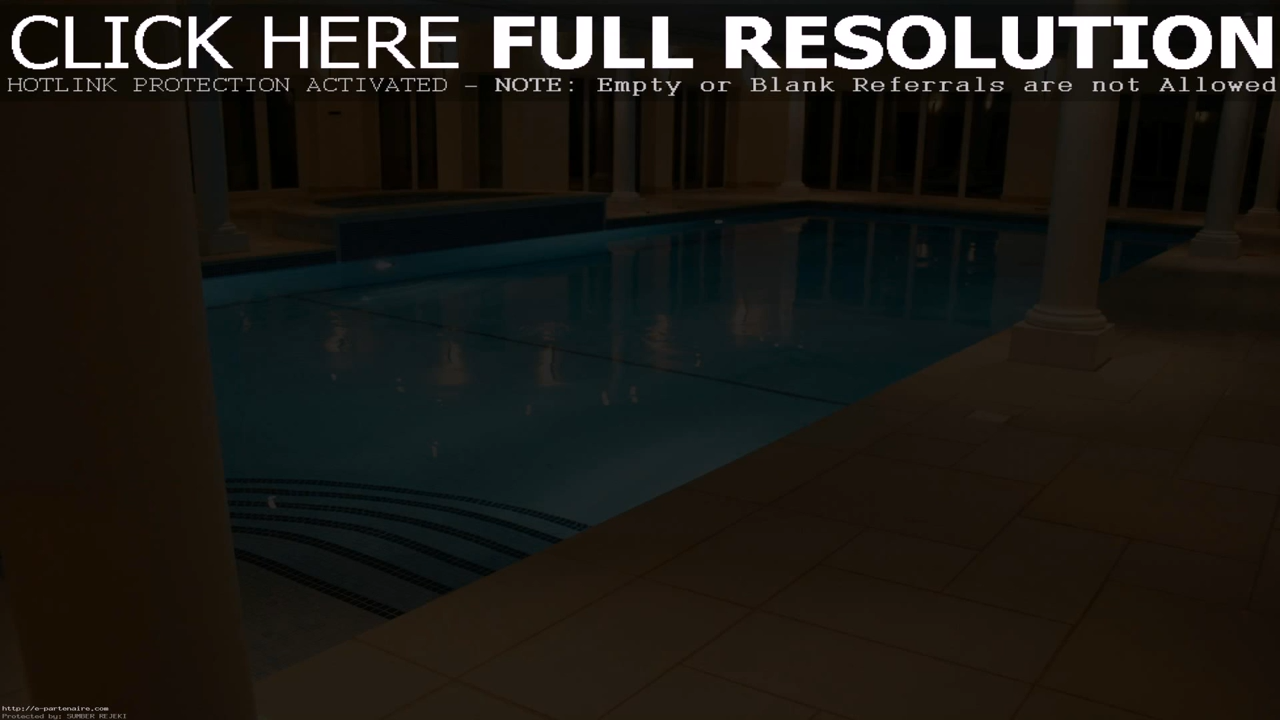 CLICK HERE FULL RESOLUTION
HOTLINK PROTECTION ACTIVATED – NOTE: Empty or Blank Referrals are not Allowed
http://e-partenaire.com
Protected by: SUMBER REJEKI